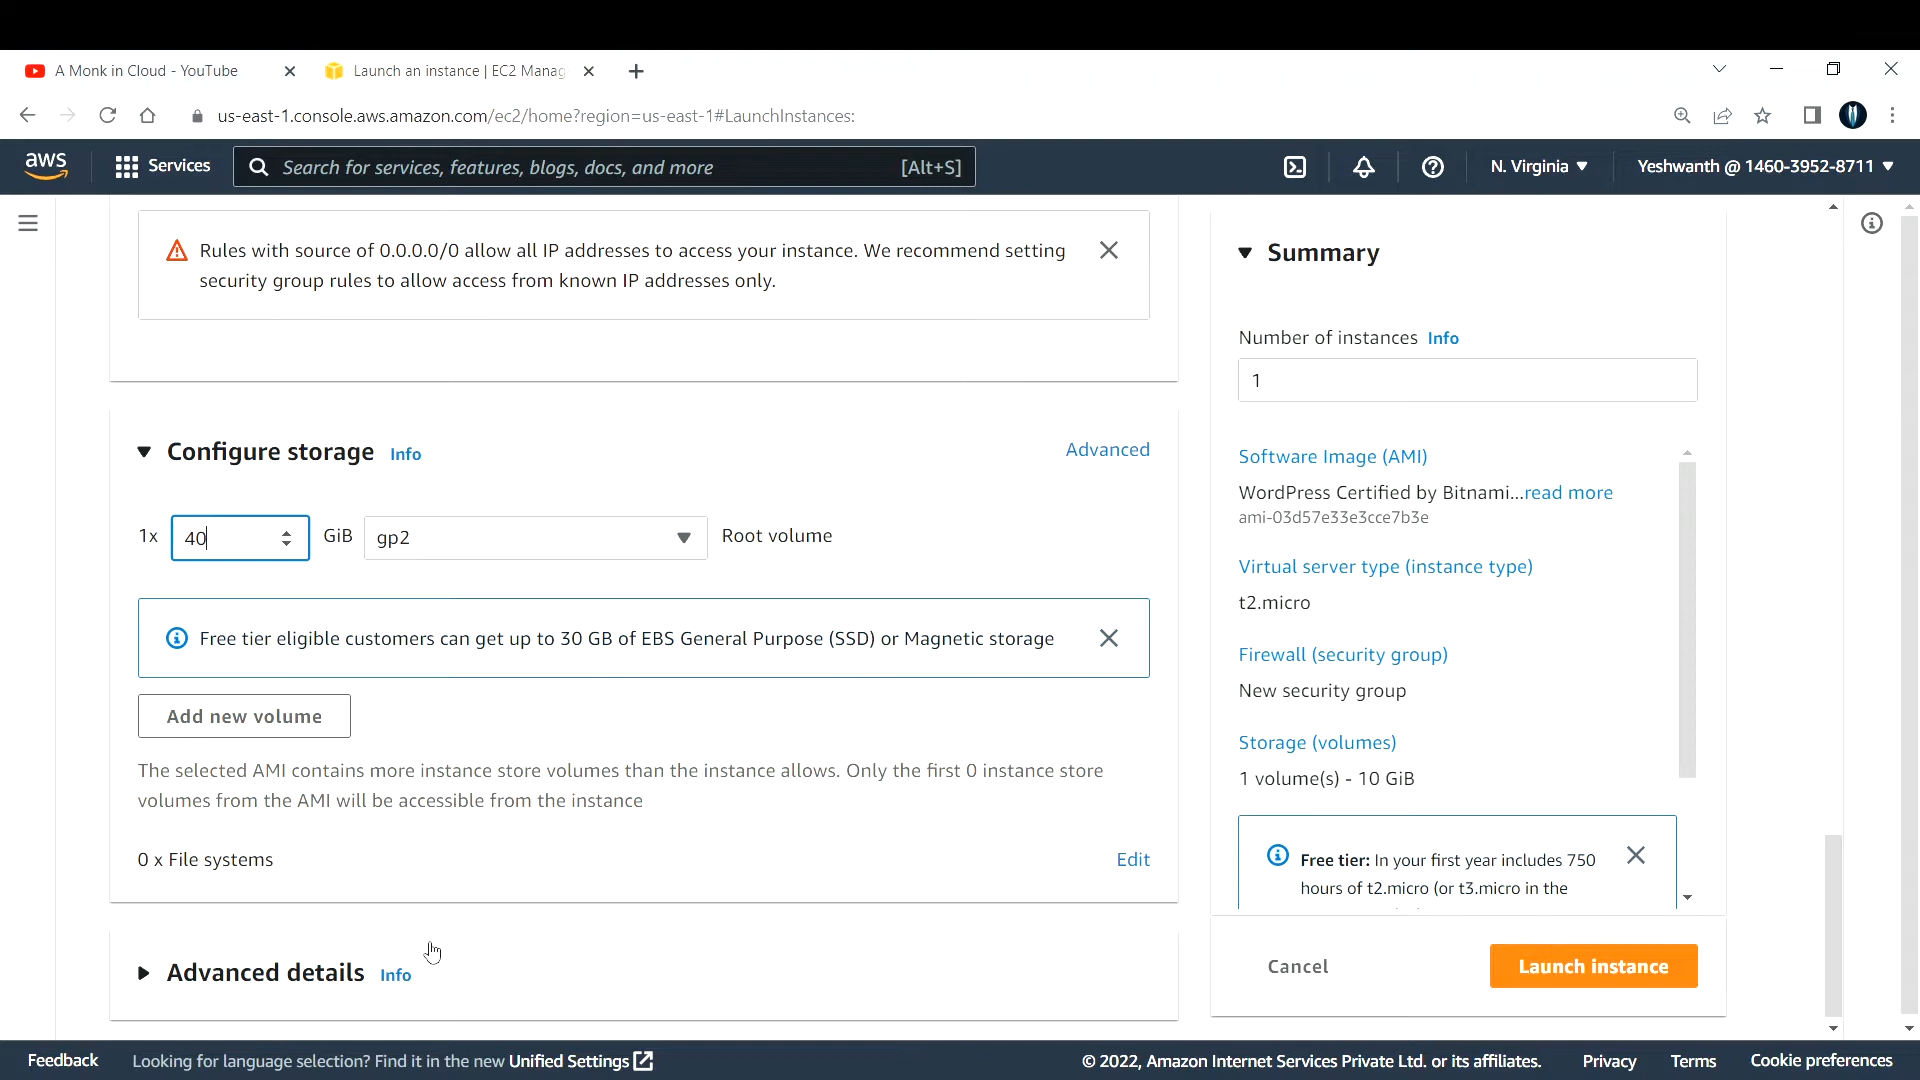 A Monk in Cloud - YouTube
Launch an instance | EC2 Manag
us-east-1.console.aws.amazon.com/ec2/home?region=us-east-1#LaunchInstances:
aws
Services
Search for services, features, blogs, docs, and more
[Alt+S]
N. Virginia
Yeshwanth @ 1460-3952-8711
Rules with source of 0.0.0.0/0 allow all IP addresses to access your instance. We recommend setting
security group rules to allow access from known IP addresses only.
Configure storage Info
Advanced
1x 40 GiB gp2 Root volume
Free tier eligible customers can get up to 30 GB of EBS General Purpose (SSD) or Magnetic storage
Add new volume
The selected AMI contains more instance store volumes than the instance allows. Only the first 0 instance store
volumes from the AMI will be accessible from the instance
0 x File systems
Edit
Advanced details Info
Summary
Number of instances Info
1
Software Image (AMI)
WordPress Certified by Bitnami...read more
ami-03d57e33e3cce7b3e
Virtual server type (instance type)
t2.micro
Firewall (security group)
New security group
Storage (volumes)
1 volume(s) - 10 GiB
Free tier: In your first year includes 750
hours of t2.micro (or t3.micro in the
Cancel
Launch instance
Feedback
Looking for language selection? Find it in the new Unified Settings
© 2022, Amazon Internet Services Private Ltd. or its affiliates.
Privacy
Terms
Cookie preferences